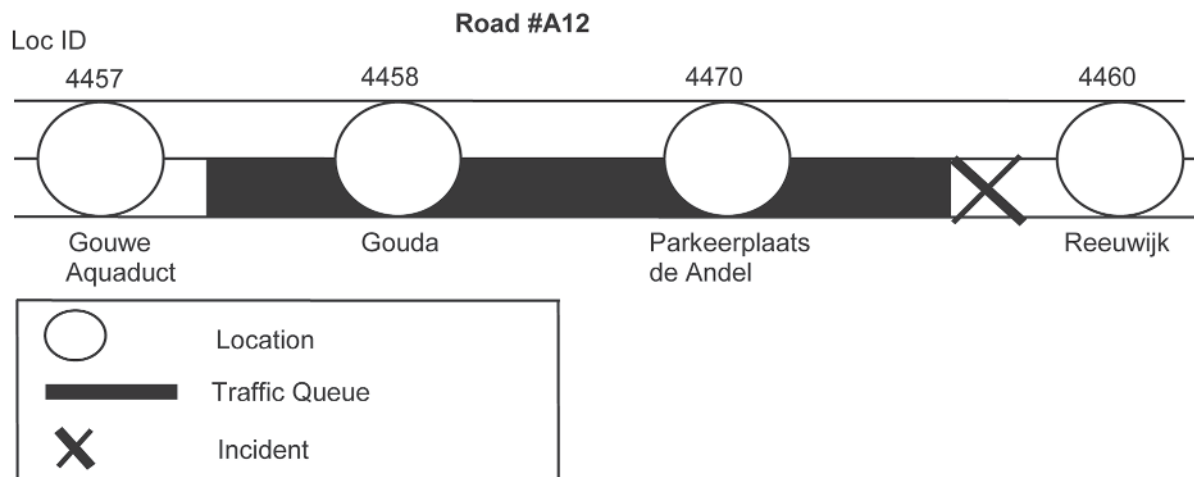 Road #A12
Loc ID
4457 4458 4470 4460
Gouwe Aquaduct
Gouda
Parkeerplaats
de Andel
Reeuwijk
Location
Traffic Queue
Incident